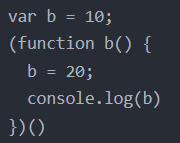 var b = 10;
(function b() {
  b = 20;
  console.log(b)
})()